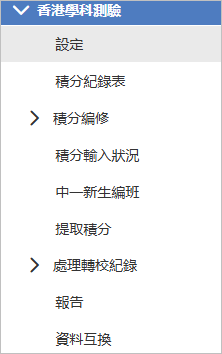 香港學科測驗
設定
積分紀錄表
積分編修
積分輸入狀況
中一新生編班
提取積分
處理轉校紀錄
報告
資料互換